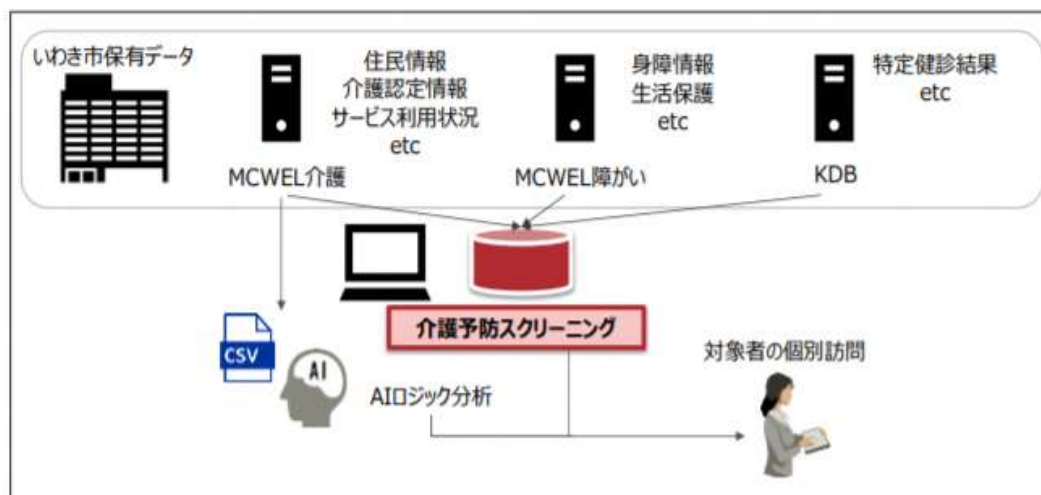 いわき市保有データ
住民情報
介護認定情報
サービス利用状況
etc
MCWEL介護
身障情報
生活保護
etc
MCWEL障がい
特定健診結果
etc
KDB
介護予防スクリーニング
CSV
AI
AIロジック分析
対象者の個別訪問